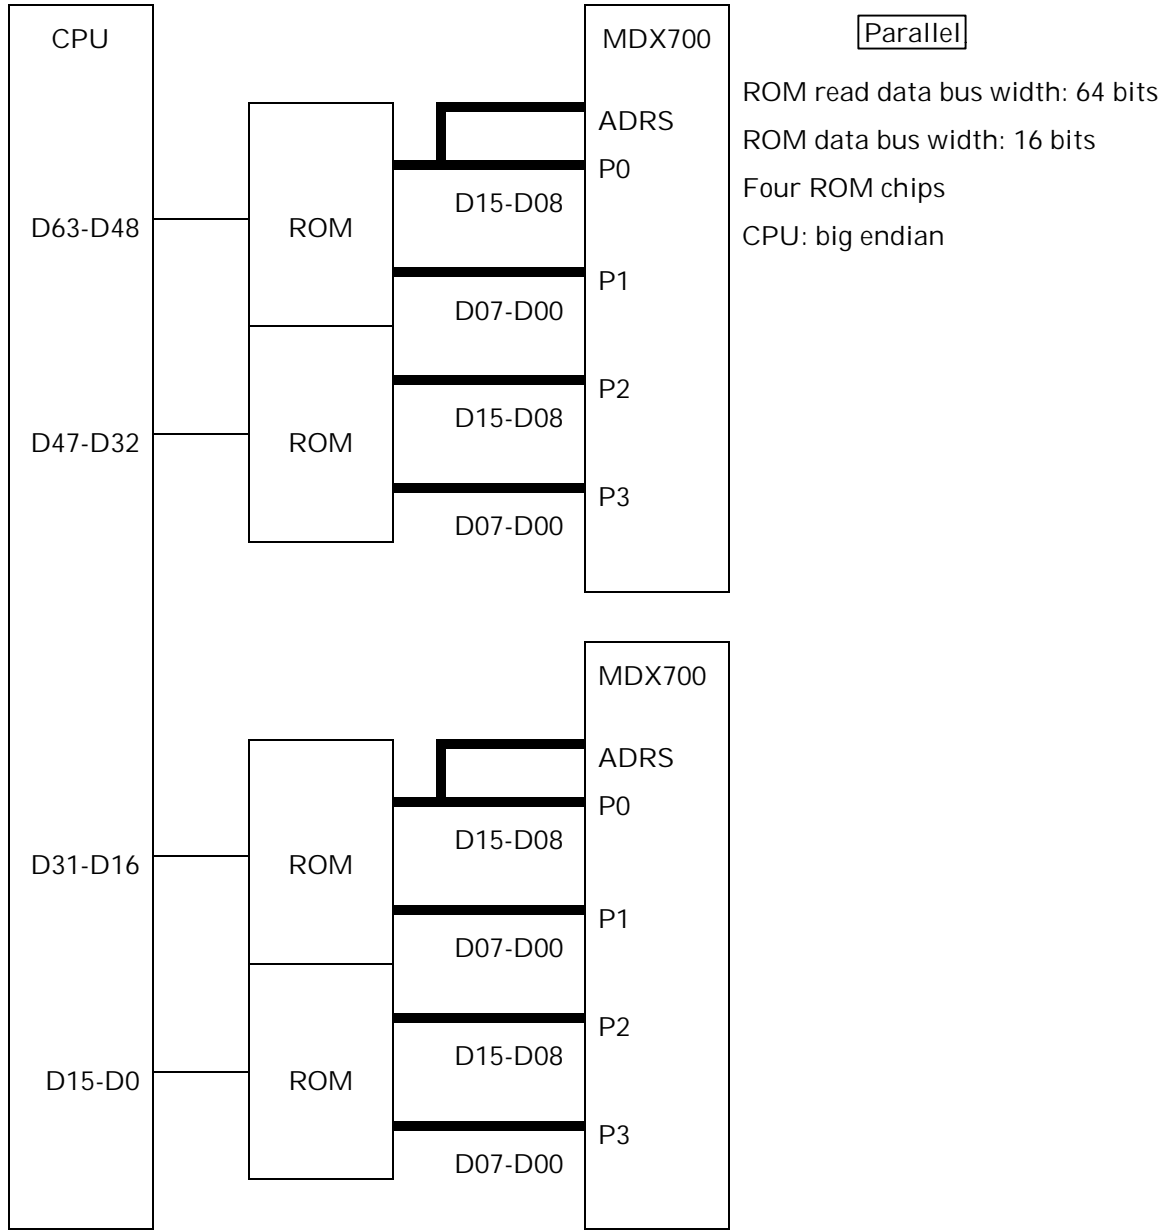 CPU
MDX700
Parallel
ROM read data bus width: 64 bits
ADRS
ROM data bus width: 16 bits
P0
Four ROM chips
D15-D08
D63-D48
ROM
CPU: big endian
P1
D07-D00
P2
D15-D08
D47-D32
ROM
P3
D07-D00
MDX700
ADRS
P0
D15-D08
D31-D16
ROM
P1
D07-D00
P2
D15-D08
D15-D0
ROM
P3
D07-D00